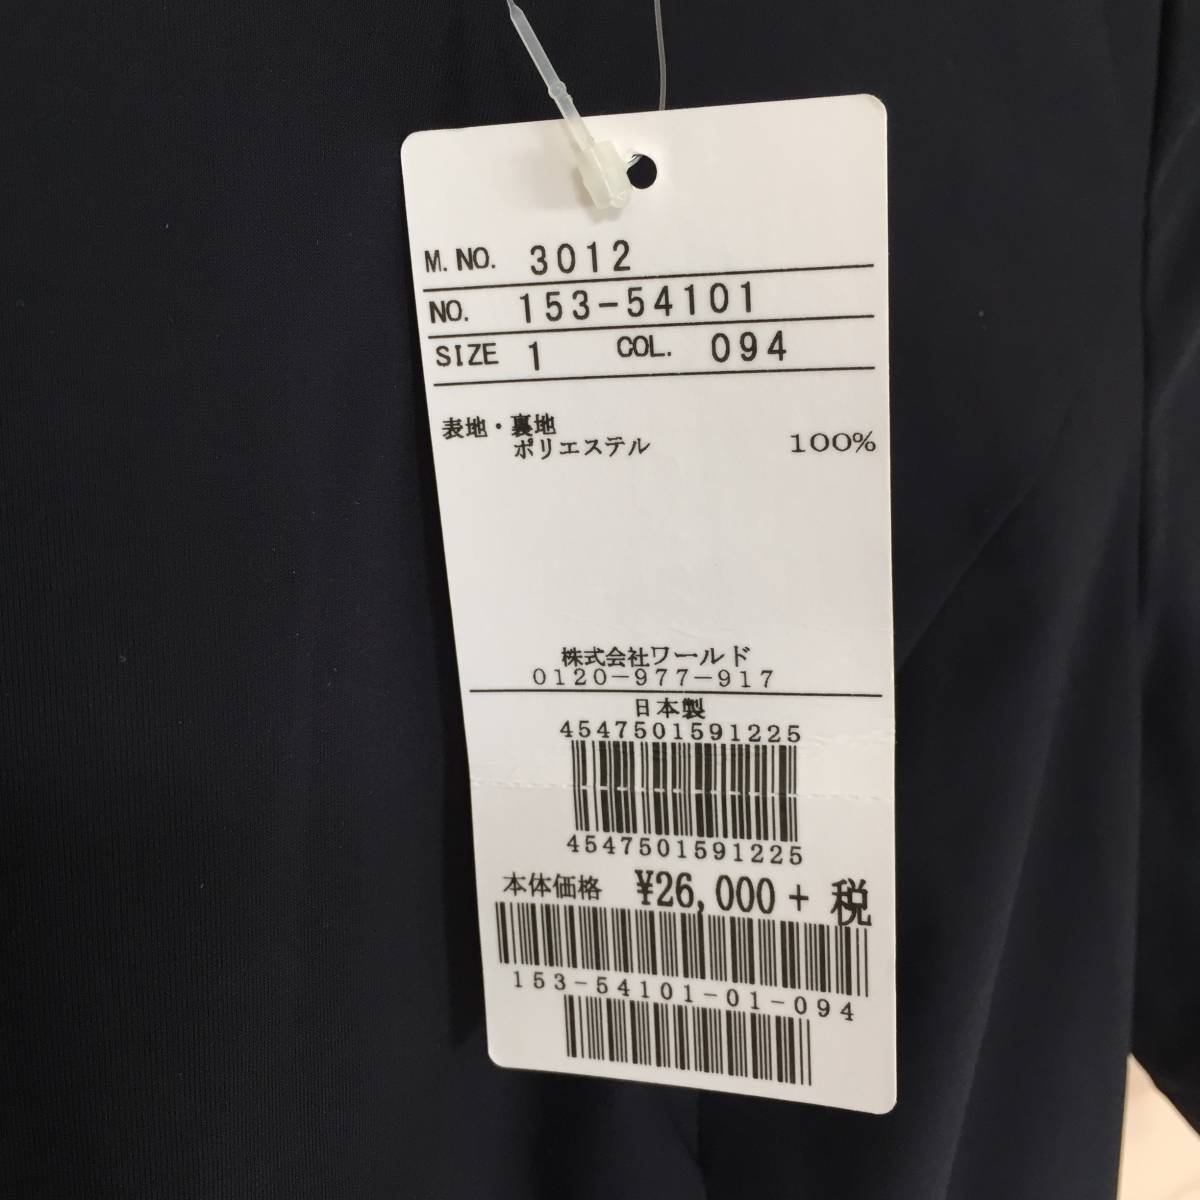 M. NO. 3012
NO. 153-54101
SIZE 1 COL. 094
表地・裏地
ポリエステル 100%
株式会社ワールド
0120-977-917
日本製
4547501591225
4547501591225
本体価格 ¥26,000 + 税
153-54101-01-094